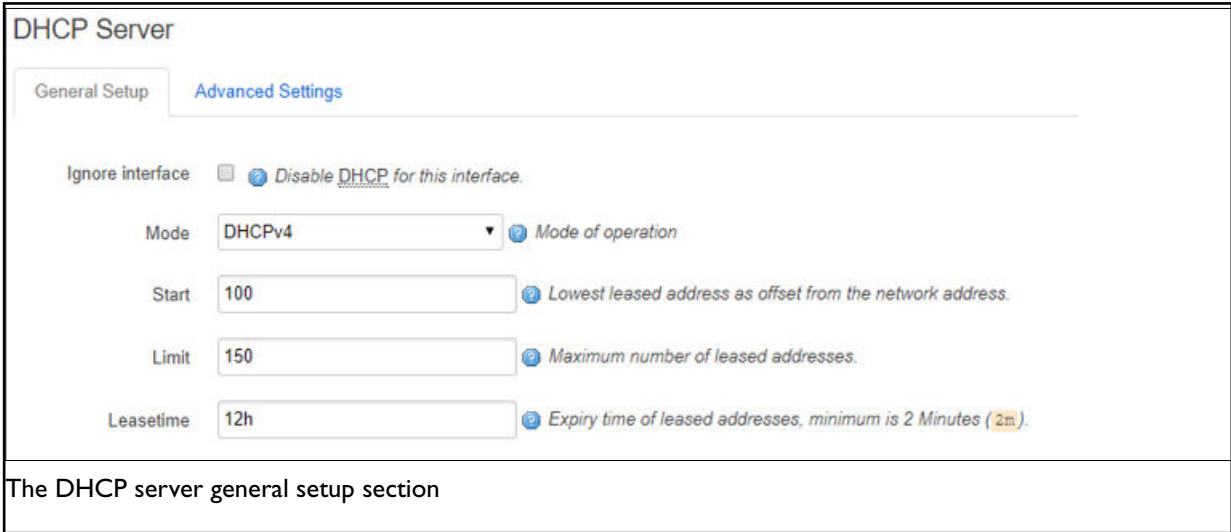 DHCP Server
General Setup Advanced Settings
Ignore interface Disable DHCP for this interface.
Mode DHCPv4 Mode of operation
Start 100 Lowest leased address as offset from the network address.
Limit 150 Maximum number of leased addresses.
Leasetime 12h Expiry time of leased addresses, minimum is 2 Minutes (2m).
The DHCP server general setup section